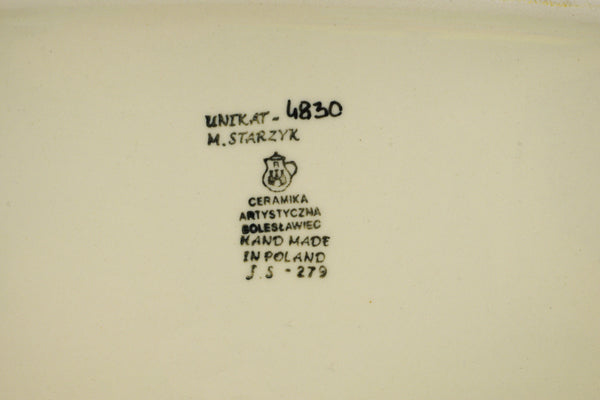 UNIKAT - 4830
M. STARZYK
CERAMIKA
ARTYSTYCZNA
BOLESŁAWIEC
HAND MADE
IN POLAND
J.S - 279